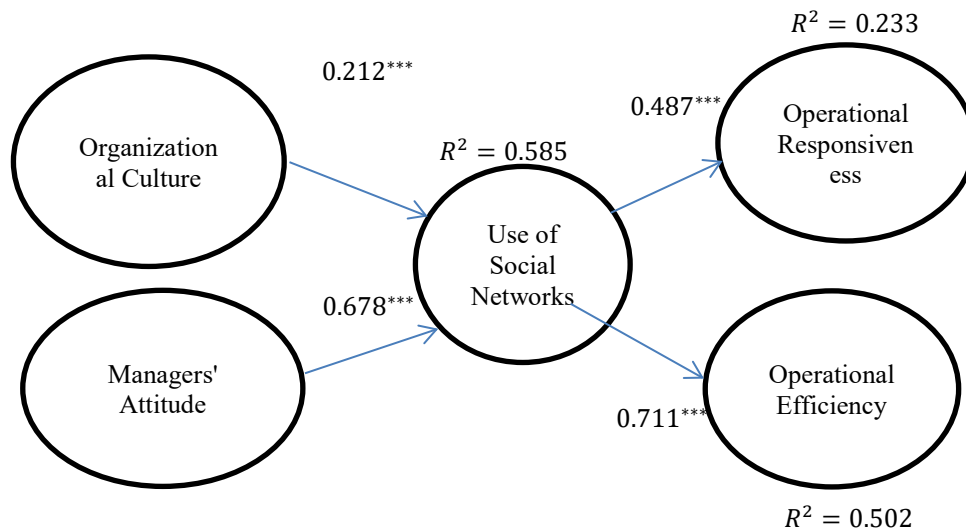 R² = 0.233
0.212***
0.487***
Operational
Responsiven
ess
Organization
al Culture
R² = 0.585
Use of
Social
Networks
0.678***
Managers'
Attitude
Operational
Efficiency
0.711***
R² = 0.502